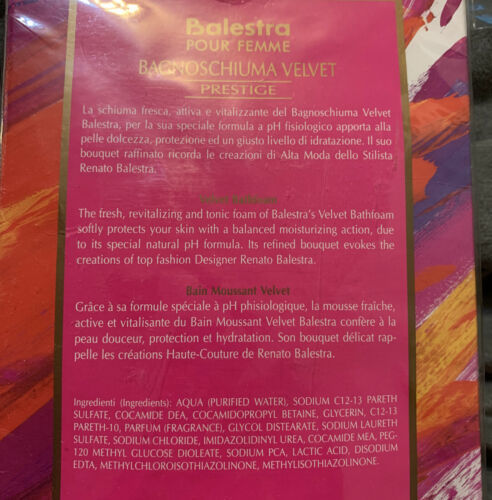 Balestra
POUR FEMME
BAGNOSCHIUMA VELVET
PRESTIGE
La schiuma fresca, attiva e vitalizzante del Bagnoschiuma Velvet
Balestra, per la sua speciale formula a pH fisiologico apporta alla
pelle dolcezza, protezione ed un giusto livello di idratazione. Il suo
bouquet raffinato ricorda le creazioni di Alta Moda dello Stilista
Renato Balestra.
Velvet Bathfoam
The fresh, revitalizing and tonic foam of Balestra's Velvet Bathfoam
softly protects your skin with a balanced moisturizing action, due
to its special natural pH formula. Its refined bouquet evokes the
creations of top fashion Designer Renato Balestra.
Bain Moussant Velvet
Grâce à sa formule spéciale à pH phisiologique, la mousse fraîche,
active et vitalisante du Bain Moussant Velvet Balestra confère à la
peau douceur, protection et hydratation. Son bouquet délicat rap-
pelle les créations Haute-Couture de Renato Balestra.
Ingredienti (Ingredients): AQUA (PURIFIED WATER), SODIUM C12-13 PARETH
SULFATE, COCAMIDE DEA, COCAMIDOPROPYL BETAINE, GLYCERIN, C12-13
PARETH-10, PARFUM (FRAGRANCE), GLYCOL DISTEARATE, SODIUM LAURETH
SULFATE, SODIUM CHLORIDE, IMIDAZOLIDINYL UREA, COCAMIDE MEA, PEG-
120 METHYL GLUCOSE DIOLEATE, SODIUM PCA, LACTIC ACID, DISODIUM
EDTA, METHYLCHLOROISOTHIAZOLINONE, METHYLISOTHIAZOLINONE.